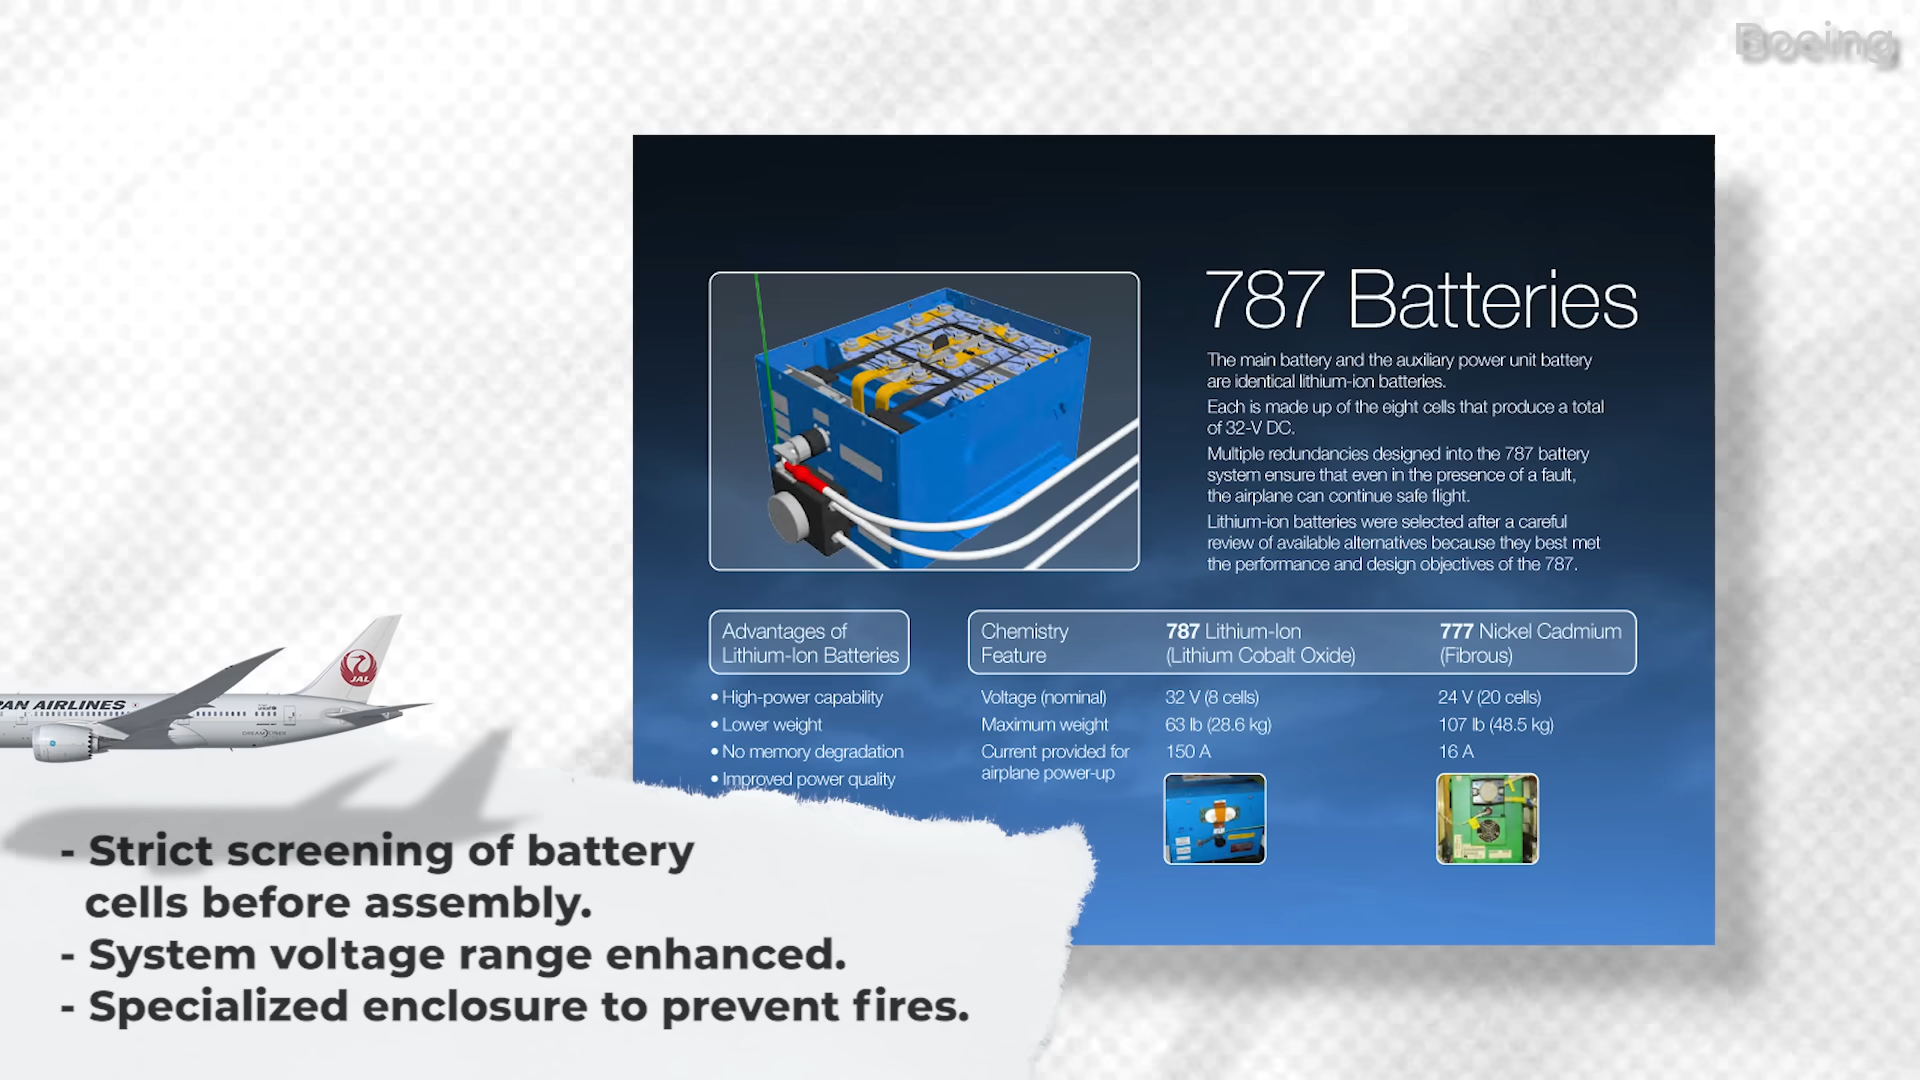 Boeing
787 Batteries
The main battery and the auxiliary power unit battery
are identical lithium-ion batteries.
Each is made up of the eight cells that produce a total
of 32-V DC.
Multiple redundancies designed into the 787 battery
system ensure that even in the presence of a fault,
the airplane can continue safe flight.
Lithium-ion batteries were selected after a careful
review of available alternatives because they best met
the performance and design objectives of the 787.
Advantages of
Lithium-Ion Batteries
• High-power capability
• Lower weight
• No memory degradation
• Improved power quality
Chemistry
Feature
787 Lithium-Ion
(Lithium Cobalt Oxide)
777 Nickel Cadmium
(Fibrous)
Voltage (nominal) 32 V (8 cells) 24 V (20 cells)
Maximum weight 63 lb (28.6 kg) 107 lb (48.5 kg)
Current provided for 150 A 16 A
airplane power-up
JAL
PAN AIRLINES
- Strict screening of battery
cells before assembly.
- System voltage range enhanced.
- Specialized enclosure to prevent fires.